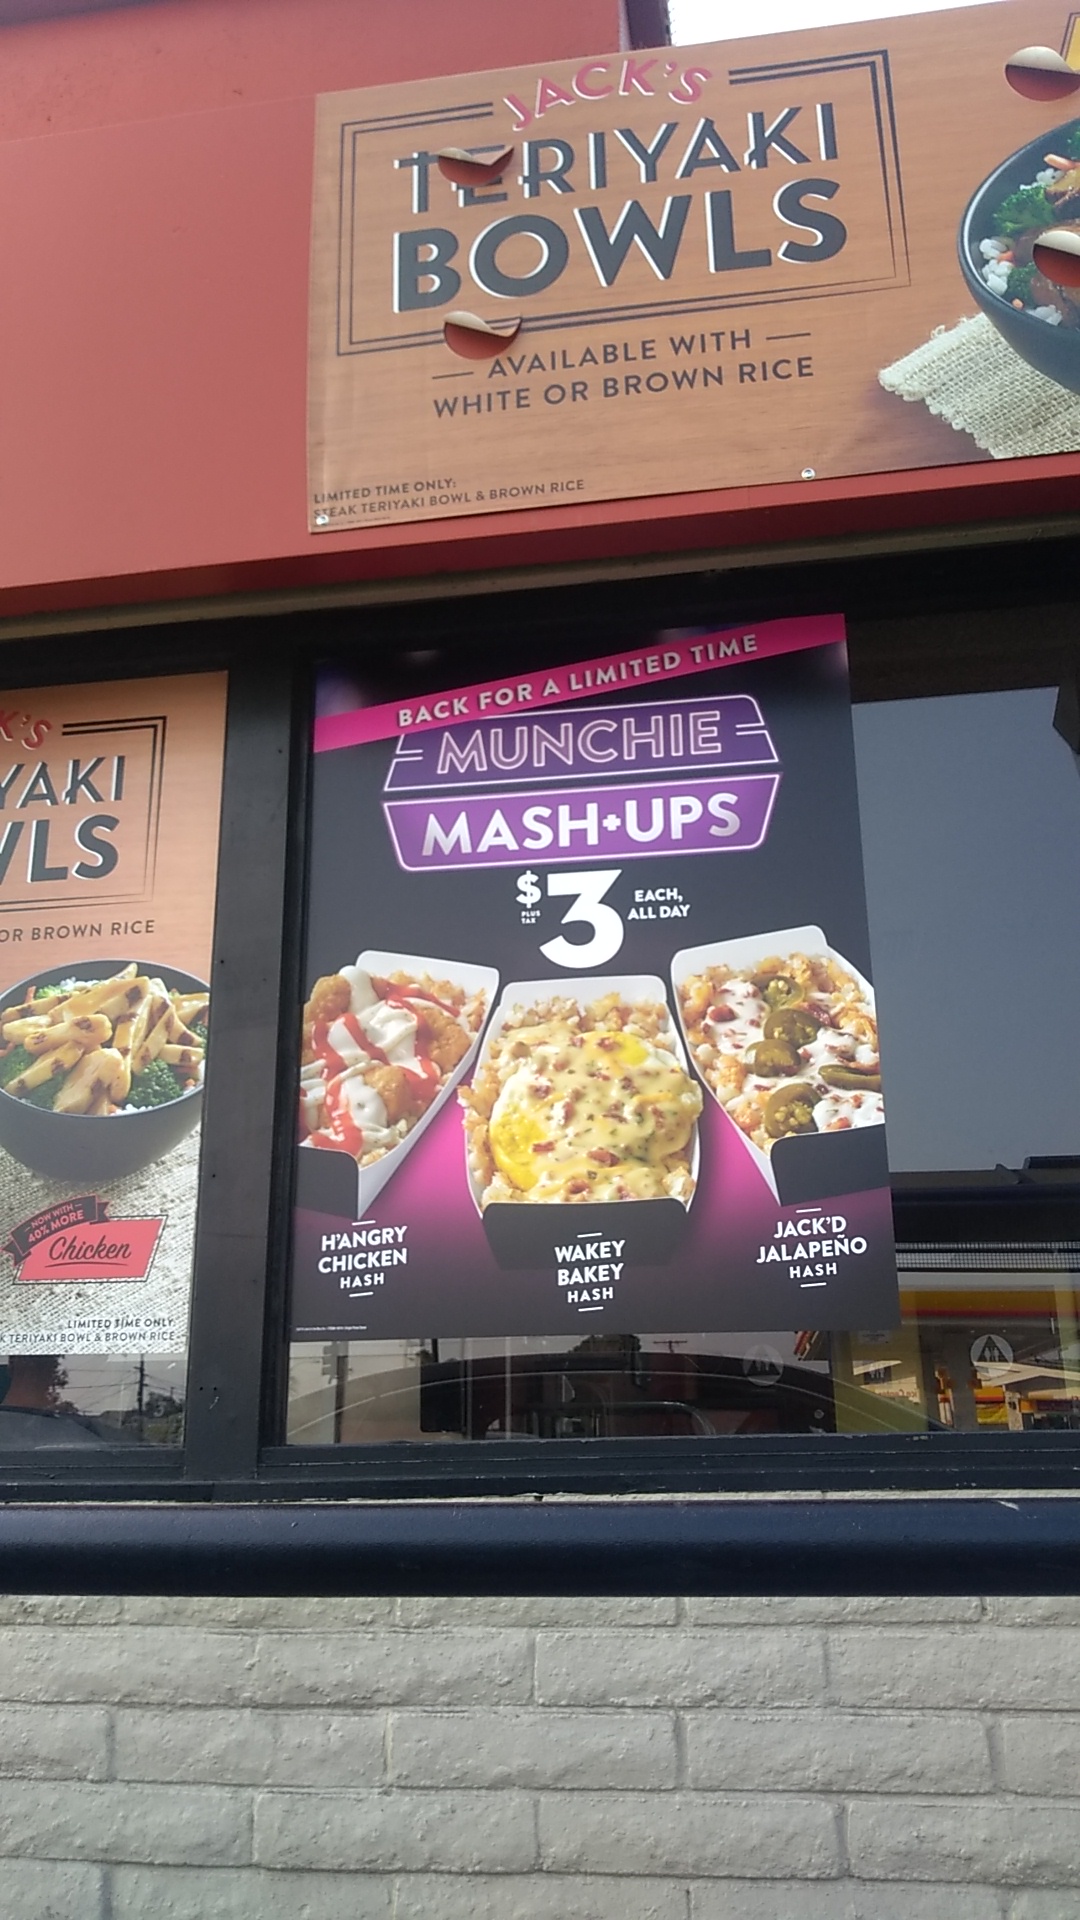 JACK'S
TERIYAKI
BOWLS
AVAILABLE WITH
WHITE OR BROWN RICE
LIMITED TIME ONLY:
STEAK TERIYAKI BOWL & BROWN RICE
K'S
YAKI
WLS
OR BROWN RICE
NOW WITH
40% MORE
Chicken
LIMITED TIME ONLY
K TERIYAKI BOWL & BROWN RICE
BACK FOR A LIMITED TIME
MUNCHIE
MASH+UPS
$3 EACH,
PLUS TAX
ALL DAY
H'ANGRY
CHICKEN
HASH
WAKEY
BAKEY
HASH
JACK'D
JALAPEÑO
HASH